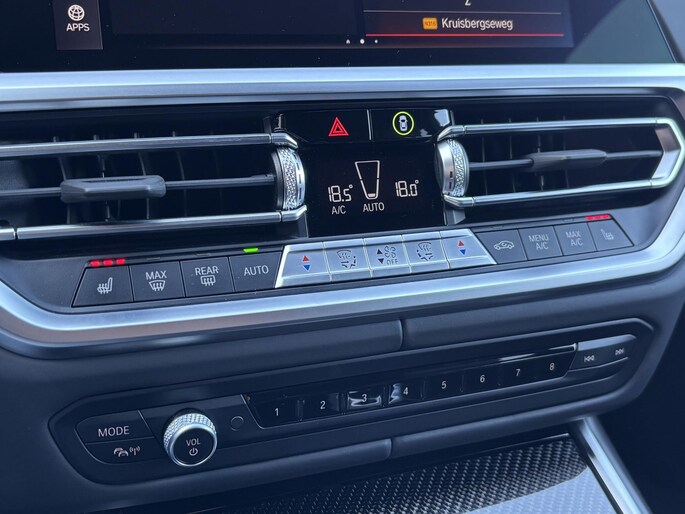 2
APPS
Kruisbergseweg
18.5°
A/C
AUTO
18.0°
MAX
REAR
AUTO
OFF
MENU
A/C
MAX
A/C
MODE
VOL
1
2
3
4
5
6
7
8